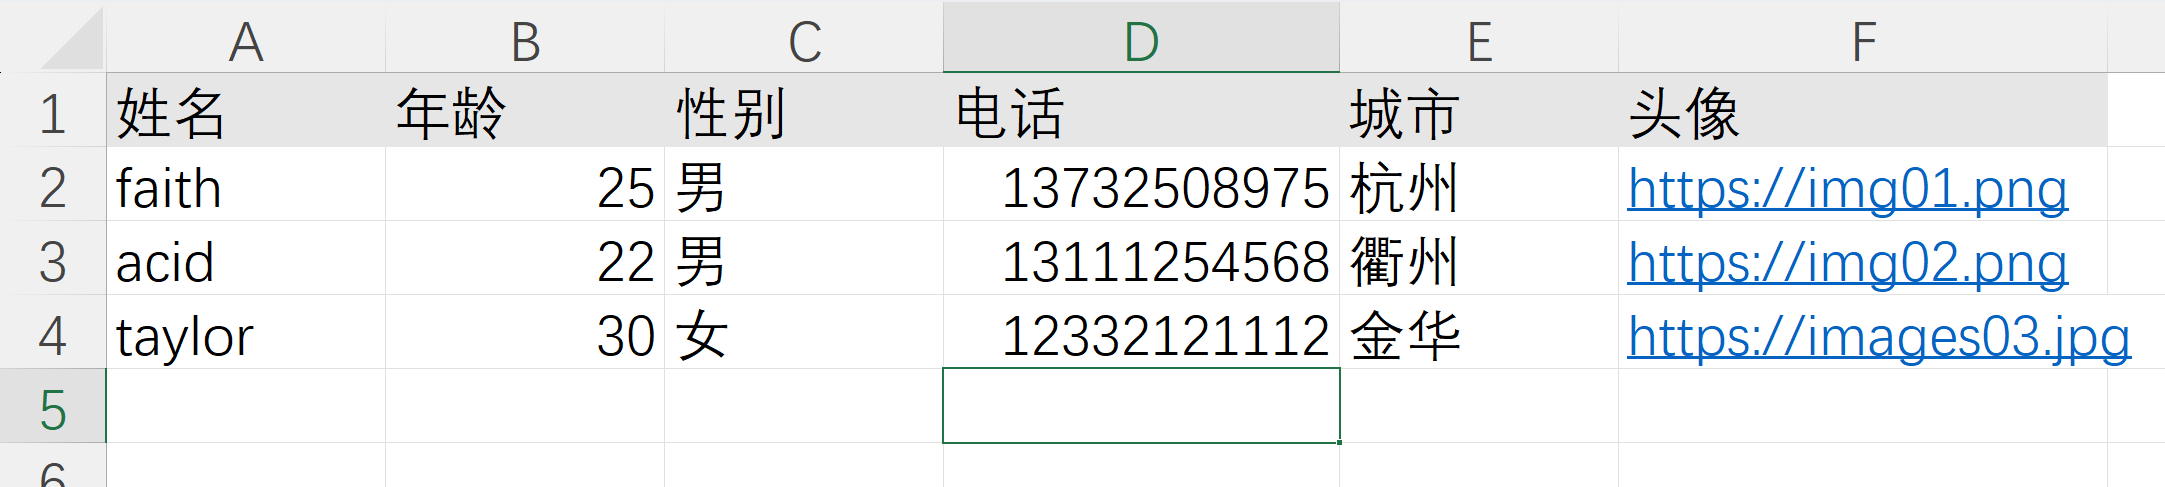 A B C D E F
1 姓名 年龄 性别 电话 城市 头像
2 faith 25 男 13732508975 杭州 https://img01.png
3 acid 22 男 13111254568 衢州 https://img02.png
4 taylor 30 女 12332121112 金华 https://images03.jpg
5
6